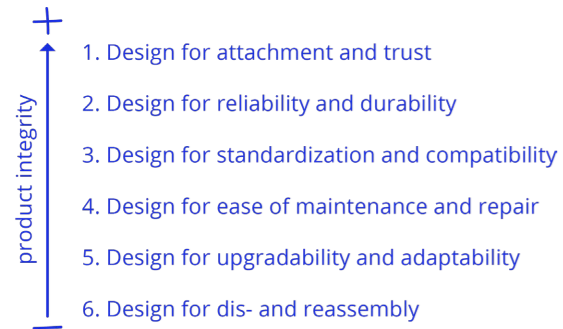 +
product integrity
1. Design for attachment and trust
2. Design for reliability and durability
3. Design for standardization and compatibility
4. Design for ease of maintenance and repair
5. Design for upgradability and adaptability
6. Design for dis- and reassembly
—